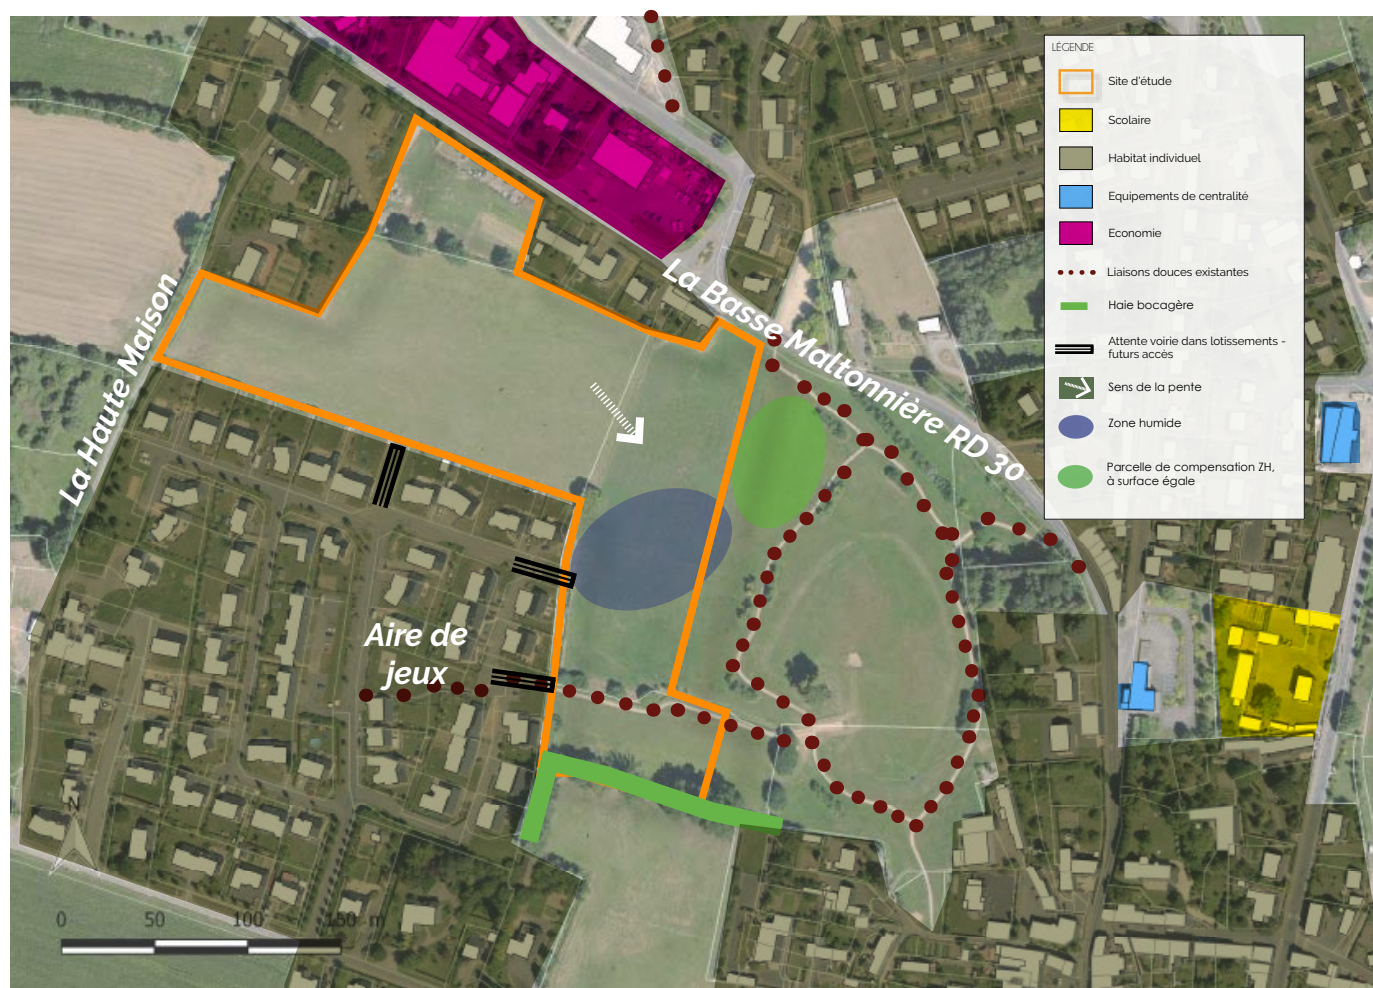 LÉGENDE
Site d'étude
Scolaire
Habitat individuel
Equipements de centralité
Economie
Liaisons douces existantes
Haie bocagère
Attente voirie dans lotissements -
futurs accès
Sens de la pente
Zone humide
Parcelle de compensation ZH,
à surface égale
La Haute Maison
La Basse Maltonnière RD 30
Aire de
jeux
N
0 50 100 150 m